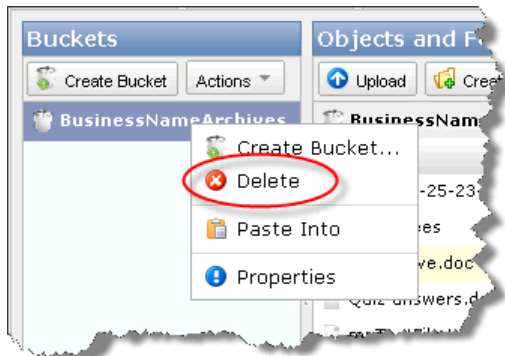 Buckets
Objects and F
Create Bucket
Actions
Upload
Creat
BusinessNameArchives
BusinessNam
Create Bucket...
Delete
-25-23
Paste Into
ees
ve.doc
Properties
Quiz answers.d